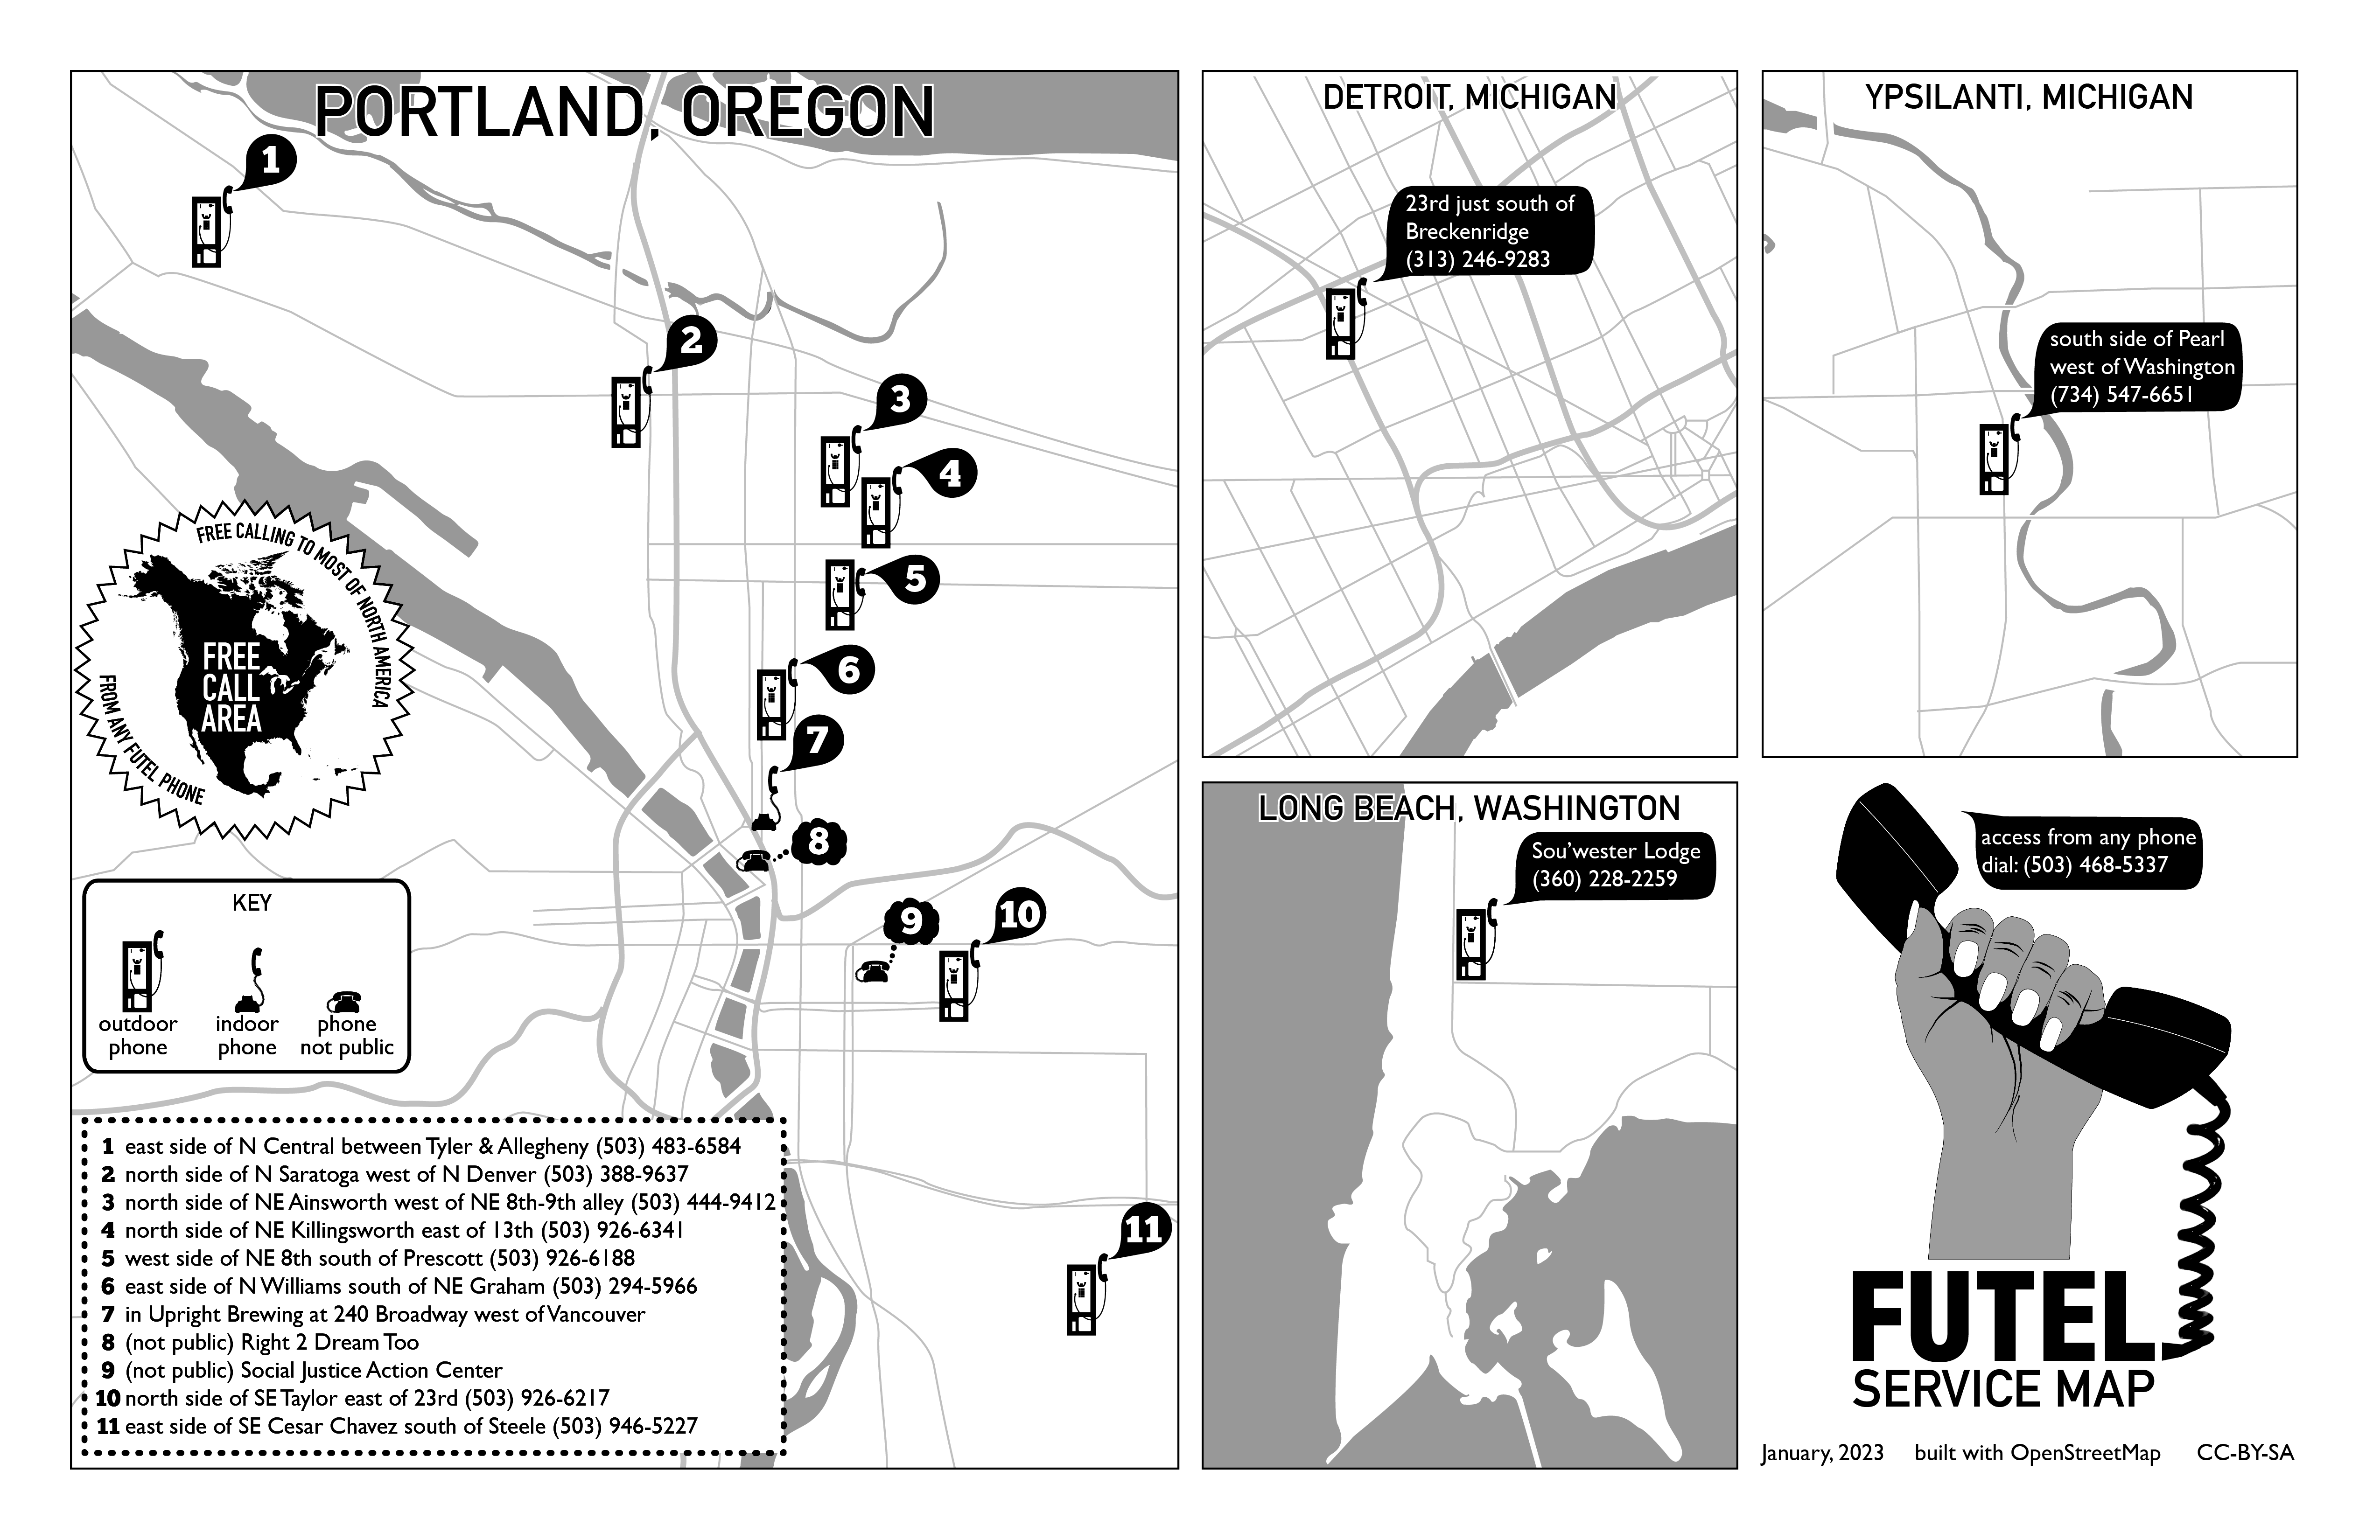 PORTLAND, OREGON
1
2
3
4
5
6
7
8
9
10
11
FREE CALLING TO MOST OF NORTH AMERICA
FROM ANY FUTEL PHONE
FREE
CALL
AREA
KEY
outdoor
phone
indoor
phone
phone
not public
1 east side of N Central between Tyler & Allegheny (503) 483-6584
2 north side of N Saratoga west of N Denver (503) 388-9637
3 north side of NE Ainsworth west of NE 8th-9th alley (503) 444-9412
4 north side of NE Killingsworth east of 13th (503) 926-6341
5 west side of NE 8th south of Prescott (503) 926-6188
6 east side of N Williams south of NE Graham (503) 294-5966
7 in Upright Brewing at 240 Broadway west of Vancouver
8 (not public) Right 2 Dream Too
9 (not public) Social Justice Action Center
10 north side of SE Taylor east of 23rd (503) 926-6217
11 east side of SE Cesar Chavez south of Steele (503) 946-5227
DETROIT, MICHIGAN
23rd just south of
Breckenridge
(313) 246-9283
YPSILANTI, MICHIGAN
south side of Pearl
west of Washington
(734) 547-6651
LONG BEACH, WASHINGTON
Sou'wester Lodge
(360) 228-2259
access from any phone
dial: (503) 468-5337
FUTEL
SERVICE MAP
January, 2023 built with OpenStreetMap CC-BY-SA